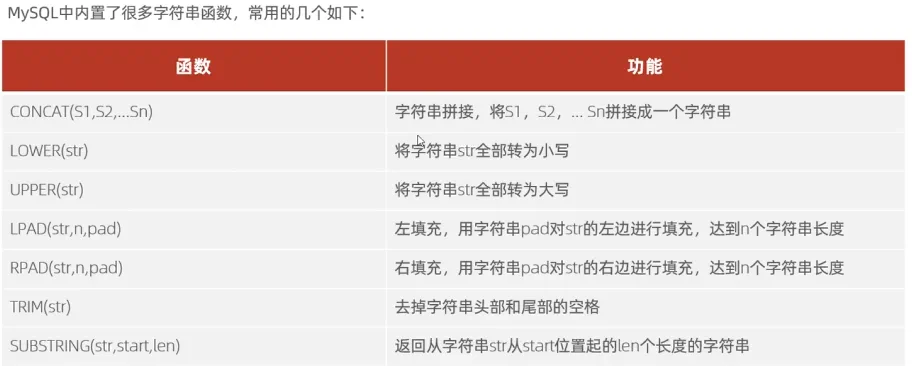 MySQL中内置了很多字符串函数，常用的几个如下：
函数 功能
CONCAT(S1,S2,...Sn) 字符串拼接，将S1，S2，... Sn拼接成一个字符串
LOWER(str) 将字符串str全部转为小写
UPPER(str) 将字符串str全部转为大写
LPAD(str,n,pad) 左填充，用字符串pad对str的左边进行填充，达到n个字符串长度
RPAD(str,n,pad) 右填充，用字符串pad对str的右边进行填充，达到n个字符串长度
TRIM(str) 去掉字符串头部和尾部的空格
SUBSTRING(str,start,len) 返回从字符串str从start位置起的len个长度的字符串